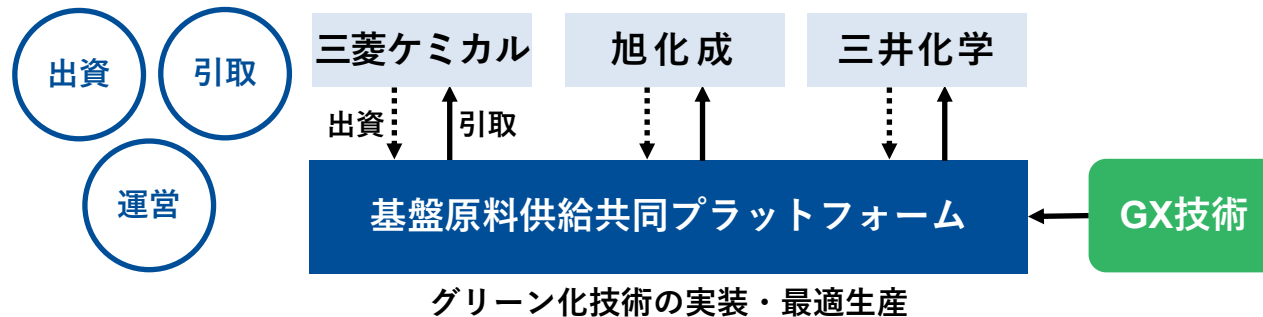 出資
引取
運営
三菱ケミカル
旭化成
三井化学
出資
引取
基盤原料供給共同プラットフォーム
GX技術
グリーン化技術の実装・最適生産